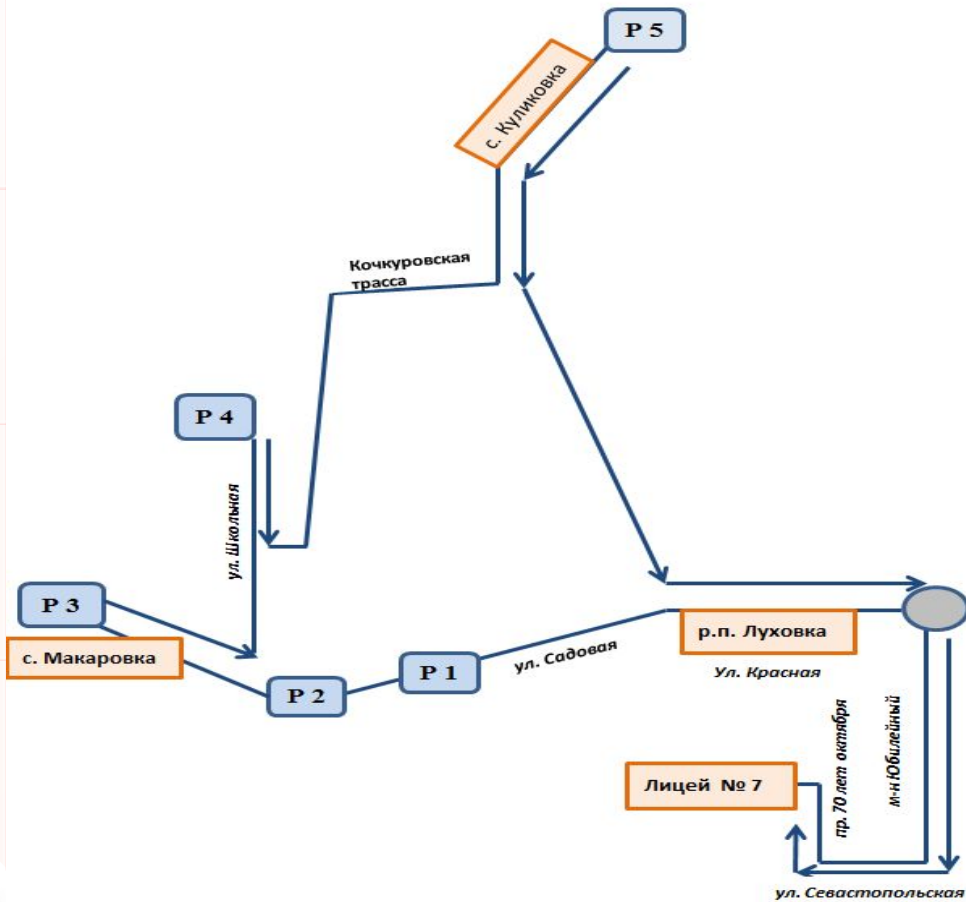 Р 5
с. Куликовка
Кочкуровская
трасса
Р 4
ул. Школьная
Р 3
с. Макаровка
Р 2
Р 1
ул. Садовая
р.п. Луховка
Ул. Красная
пр. 70 лет октября
м-н Юбилейный
Лицей № 7
ул. Севастопольская